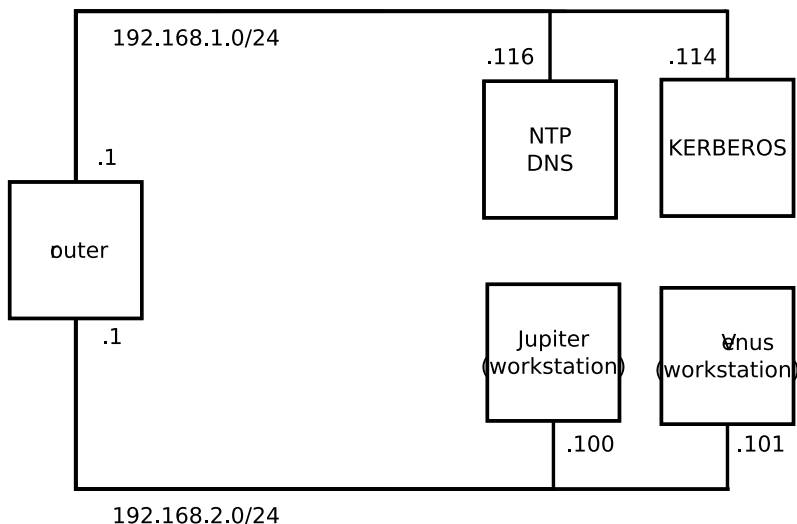 192.168.1.0/24
.116
.114
NTP
DNS
KERBEROS
.1
router
.1
Jupiter
(workstation)
Venus
(workstation)
.100
.101
192.168.2.0/24